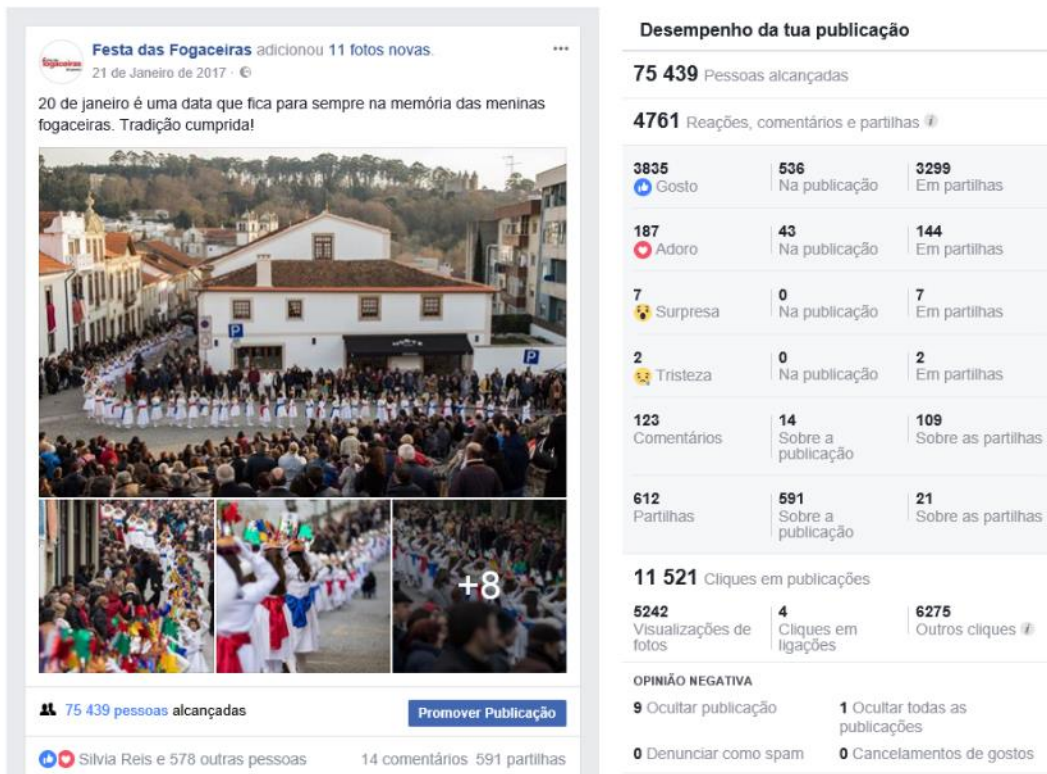 Festa das Fogaceiras adicionou 11 fotos novas.
21 de Janeiro de 2017 ·
20 de janeiro é uma data que fica para sempre na memória das meninas
fogaceiras. Tradição cumprida!
P
P
+8
75 439 pessoas alcançadas
Promover Publicação
Silvia Reis e 578 outras pessoas
14 comentários 591 partilhas
Desempenho da tua publicação
75 439 Pessoas alcançadas
4761 Reações, comentários e partilhas
3835
Gosto
536
Na publicação
3299
Em partilhas
187
Adoro
43
Na publicação
144
Em partilhas
7
Surpresa
0
Na publicação
7
Em partilhas
2
Tristeza
0
Na publicação
2
Em partilhas
123
Comentários
14
Sobre a
publicação
109
Sobre as partilhas
612
Partilhas
591
Sobre a
publicação
21
Sobre as partilhas
11 521 Cliques em publicações
5242
Visualizações de
fotos
4
Cliques em
ligações
6275
Outros cliques
OPINIÃO NEGATIVA
9 Ocultar publicação
1 Ocultar todas as
publicações
0 Denunciar como spam
0 Cancelamentos de gostos